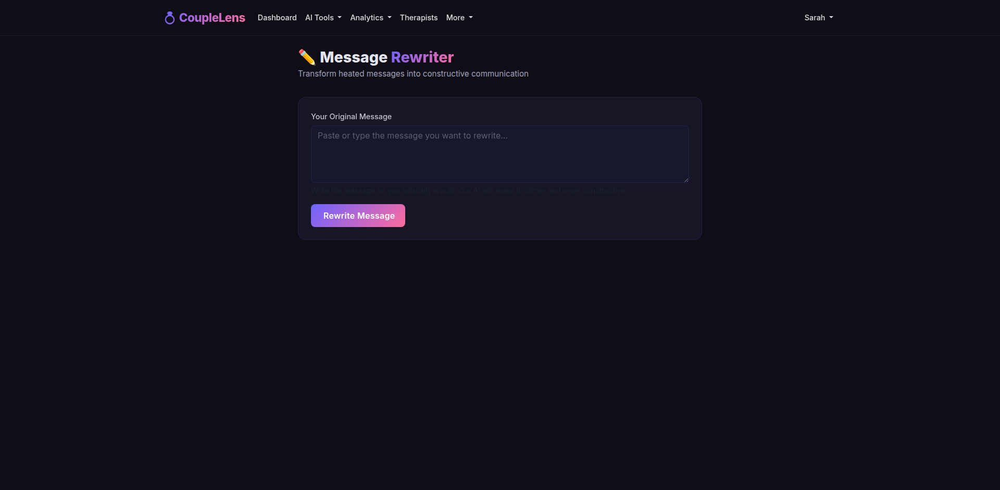 CoupleLens
Dashboard
AI Tools
Analytics
Therapists
More
Sarah
Message Rewriter
Transform heated messages into constructive communication
Your Original Message
Paste or type the message you want to rewrite...
Write the message as you naturally would. Our AI will make it calmer and more constructive.
Rewrite Message